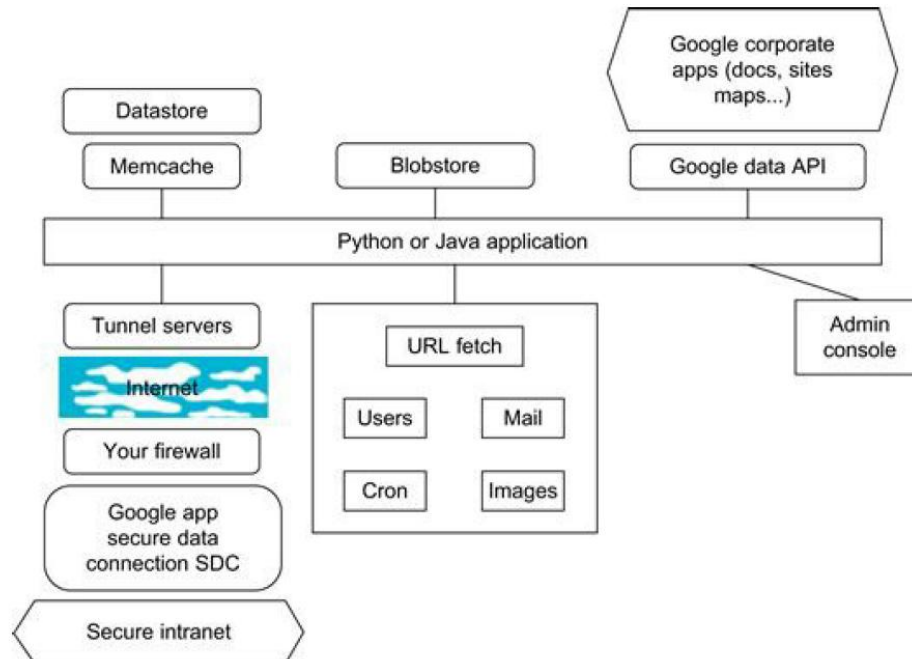 Google corporate
apps (docs, sites
maps...)
Datastore
Memcache
Blobstore
Google data API
Python or Java application
Tunnel servers
Internet
Your firewall
Google app
secure data
connection SDC
Secure intranet
URL fetch
Users
Mail
Cron
Images
Admin
console